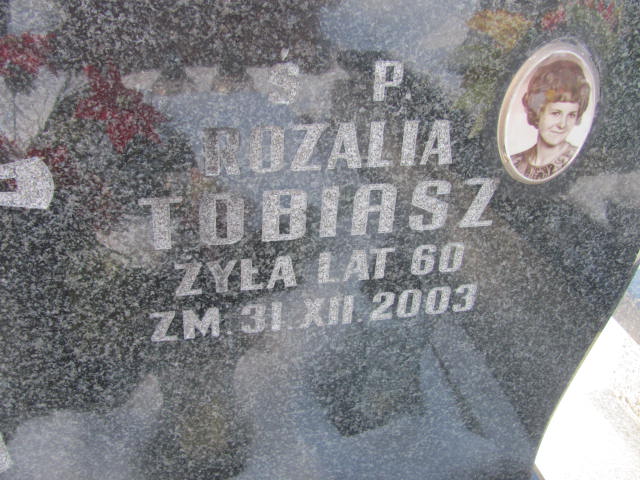 Ś P
ROZALIA
TOBIASZ
ŻYŁA LAT 60
ZM. 31. XII. 2003